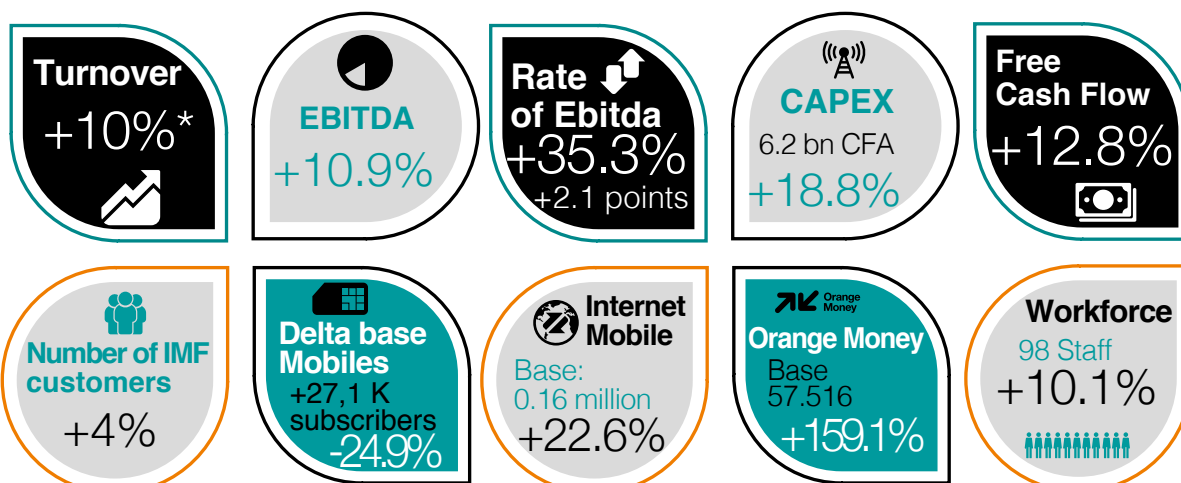 Turnover
+10%*
EBITDA
+10.9%
Rate
of Ebitda
+35.3%
+2.1 points
CAPEX
6.2 bn CFA
+18.8%
Free
Cash Flow
+12.8%
Number of IMF
customers
+4%
Delta base
Mobiles
+27,1 K
subscribers
-24.9%
Internet
Mobile
Base:
0.16 million
+22.6%
Orange
Money
Orange Money
Base
57.516
+159.1%
Workforce
98 Staff
+10.1%